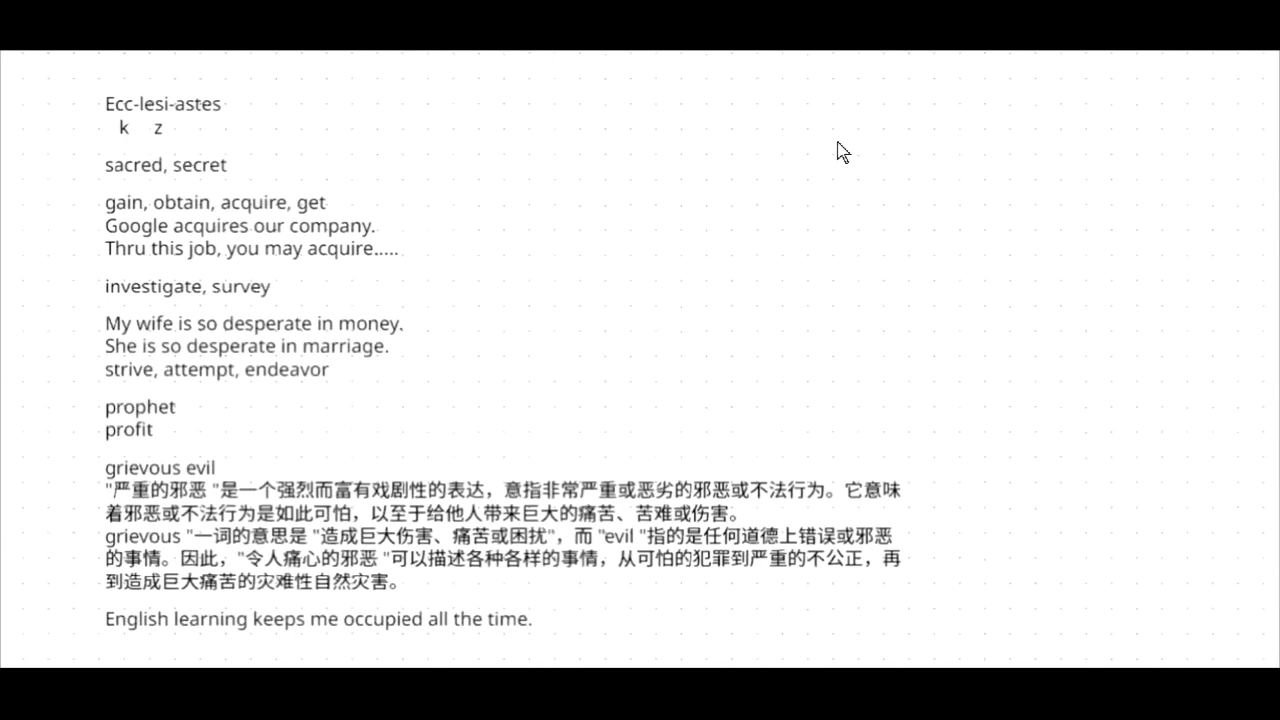 Ecc-lesi-astes
k z
sacred, secret
gain, obtain, acquire, get
Google acquires our company.
Thru this job, you may acquire.....
investigate, survey
My wife is so desperate in money.
She is so desperate in marriage.
strive, attempt, endeavor
prophet
profit
grievous evil
"严重的邪恶 "是一个强烈而富有戏剧性的表达，意指非常严重或恶劣的邪恶或不法行为。它意味
着邪恶或不法行为是如此可怕，以至于给他人带来巨大的痛苦、苦难或伤害。
grievous "一词的意思是 "造成巨大伤害、痛苦或困扰"，而 "evil "指的是任何道德上错误或邪恶
的事情。因此，"令人痛心的邪恶 "可以描述各种各样的事情，从可怕的犯罪到严重的不公正，再
到造成巨大痛苦的灾难性自然灾害。
English learning keeps me occupied all the time.